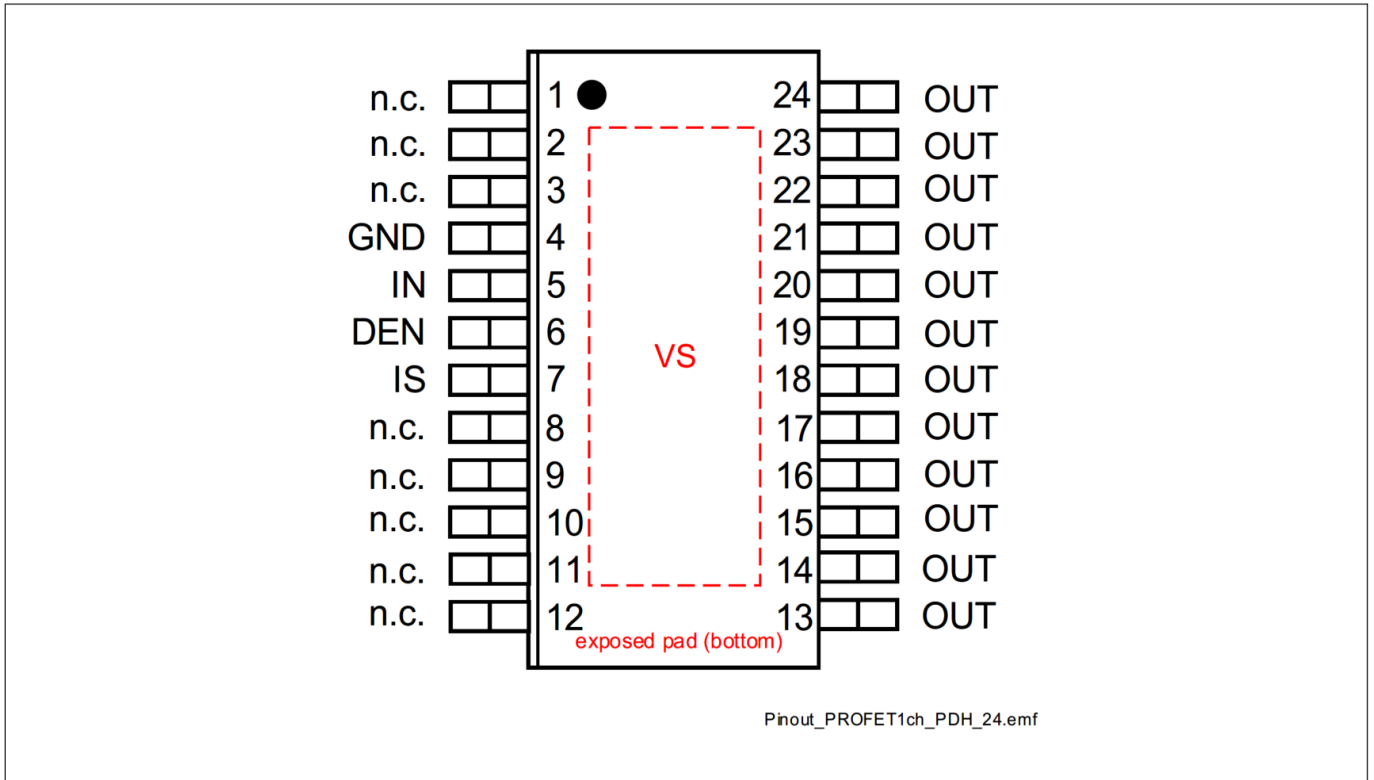 n.c. 1 24 OUT
n.c. 2 23 OUT
n.c. 3 22 OUT
GND 4 21 OUT
IN 5 20 OUT
DEN 6 19 OUT
VS
IS 7 18 OUT
n.c. 8 17 OUT
n.c. 9 16 OUT
n.c. 10 15 OUT
n.c. 11 14 OUT
n.c. 12 13 OUT
exposed pad (bottom)
Pinout_PROFET1ch_PDH_24.emf